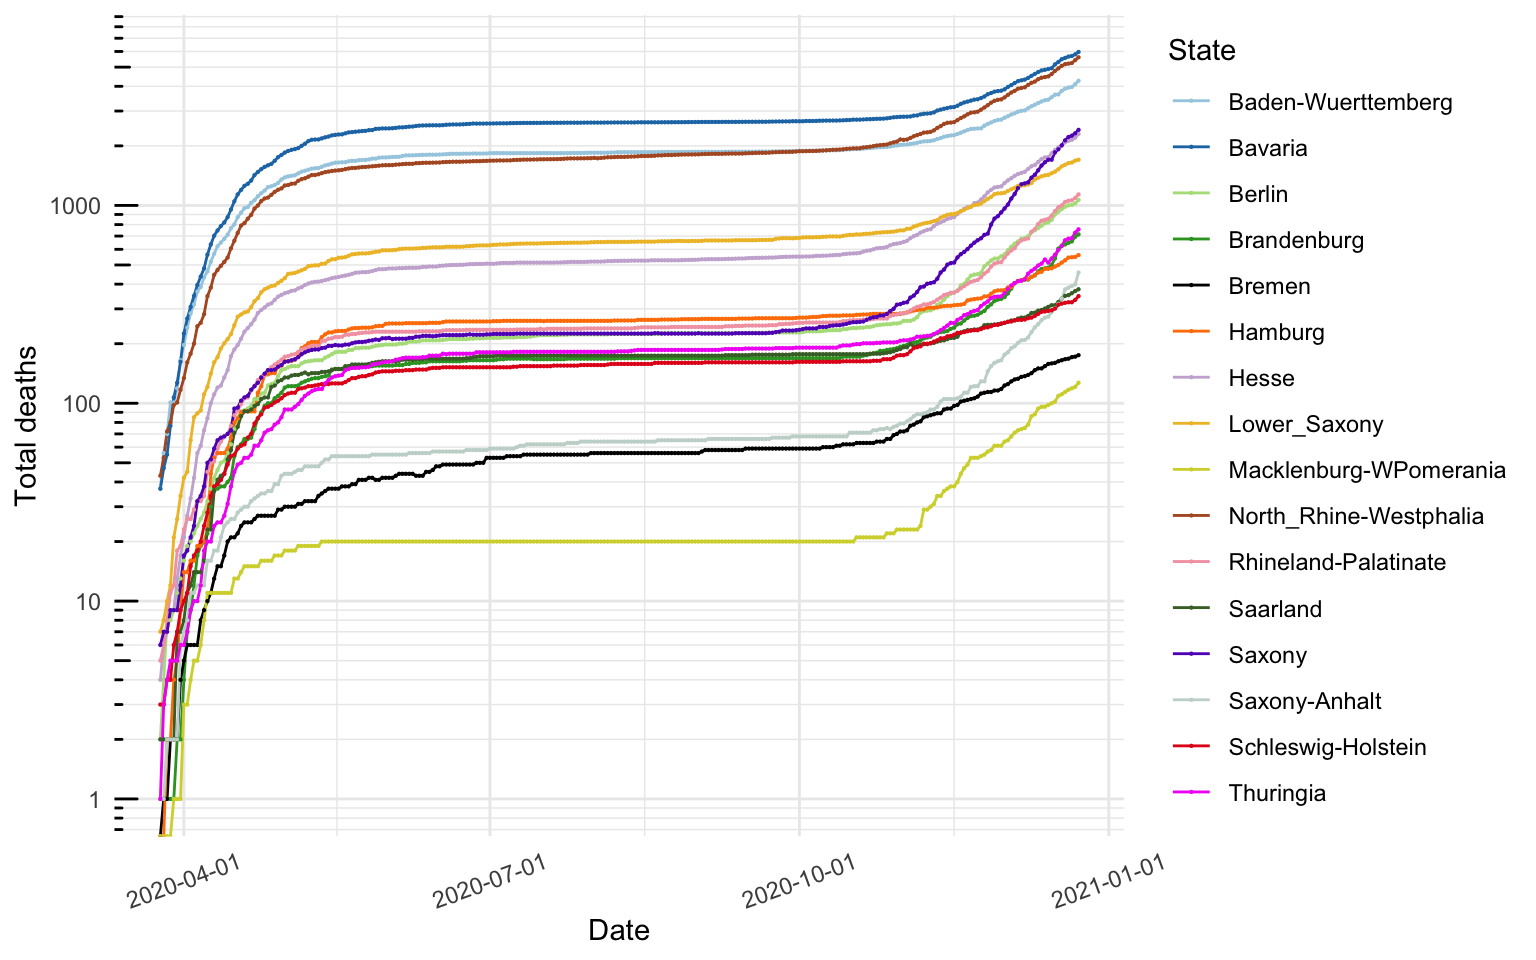 State
Baden-Wuerttemberg
Bavaria
Berlin
Brandenburg
Bremen
Hamburg
Hesse
Lower_Saxony
Macklenburg-WPomerania
North_Rhine-Westphalia
Rhineland-Palatinate
Saarland
Saxony
Saxony-Anhalt
Schleswig-Holstein
Thuringia
Total deaths
1000
100
10
1
2020-04-01
2020-07-01
2020-10-01
2021-01-01
Date